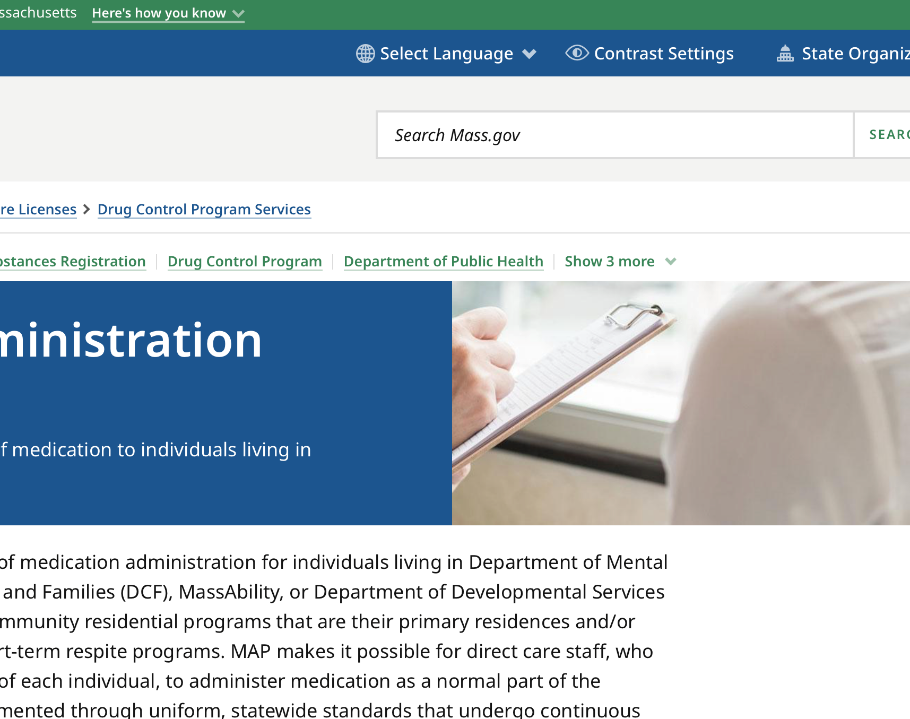 ssachusetts Here's how you know
Select Language Contrast Settings State Organiz
Search Mass.gov SEARC
re Licenses > Drug Control Program Services
bstances Registration Drug Control Program Department of Public Health Show 3 more
ministration
f medication to individuals living in
of medication administration for individuals living in Department of Mental
and Families (DCF), MassAbility, or Department of Developmental Services
mmunity residential programs that are their primary residences and/or
rt-term respite programs. MAP makes it possible for direct care staff, who
of each individual, to administer medication as a normal part of the
mented through uniform, statewide standards that undergo continuous